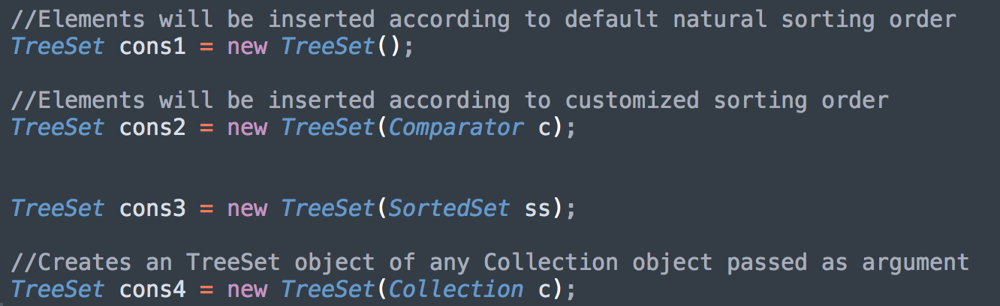 //Elements will be inserted according to default natural sorting order
TreeSet cons1 = new TreeSet();
//Elements will be inserted according to customized sorting order
TreeSet cons2 = new TreeSet(Comparator c);
TreeSet cons3 = new TreeSet(SortedSet ss);
//Creates an TreeSet object of any Collection object passed as argument
TreeSet cons4 = new TreeSet(Collection c);